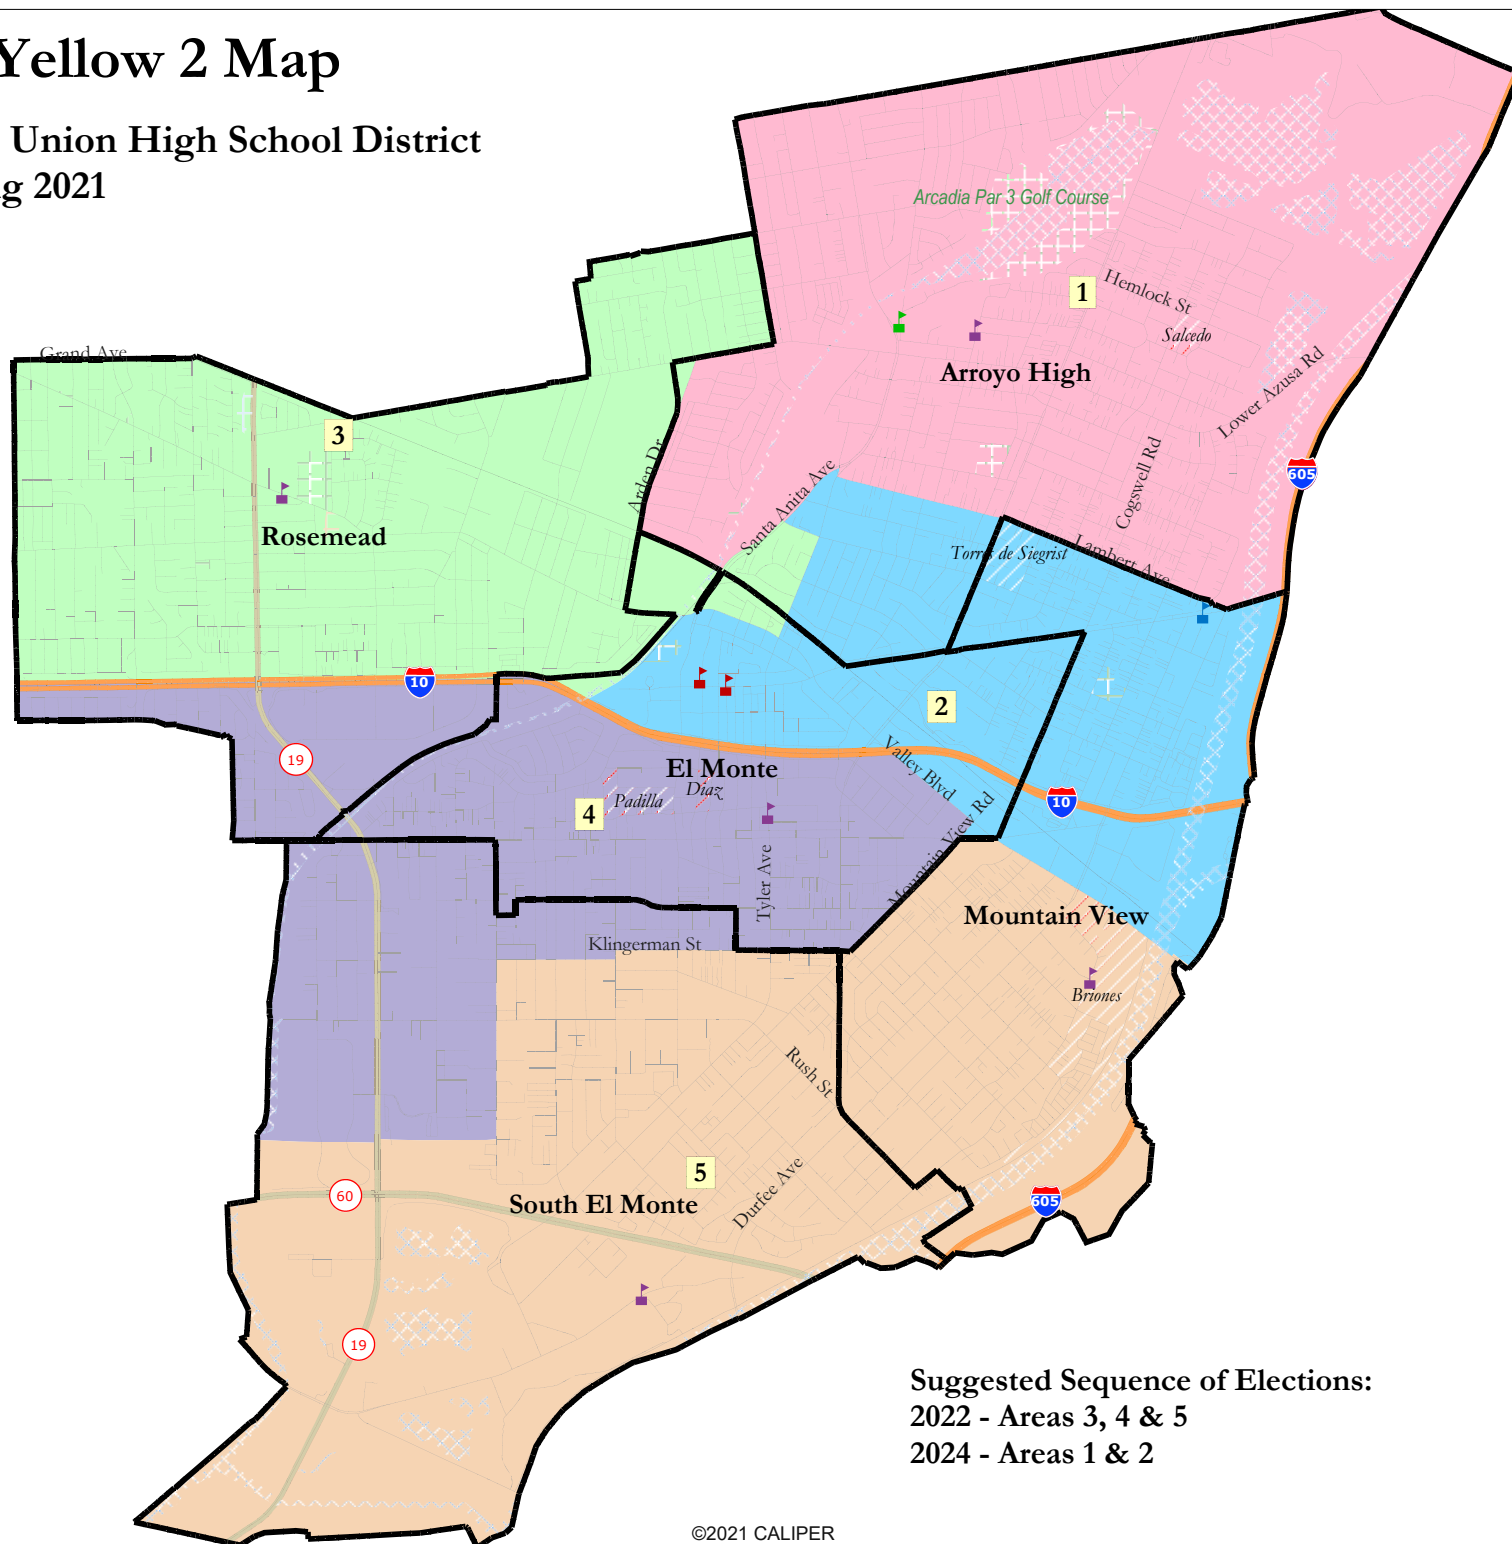 Yellow 2 Map
Union High School District
g 2021
Arcadia Par 3 Golf Course
1
Hemlock St
Salcedo
Grand Ave
Arroyo High
Lower Azusa Rd
3
Arden Dr
Santa Anita Ave
Cogswell Rd
605
Rosemead
Torres de Siegrist
Lambert Ave
10
2
19
El Monte
Valley Blvd
Padilla
Diaz
4
10
Mountain View Rd
Tyler Ave
Mountain View
Klingerman St
Briones
Rush St
5
Durfee Ave
60
South El Monte
605
19
Suggested Sequence of Elections:
2022 - Areas 3, 4 & 5
2024 - Areas 1 & 2
©2021 CALIPER